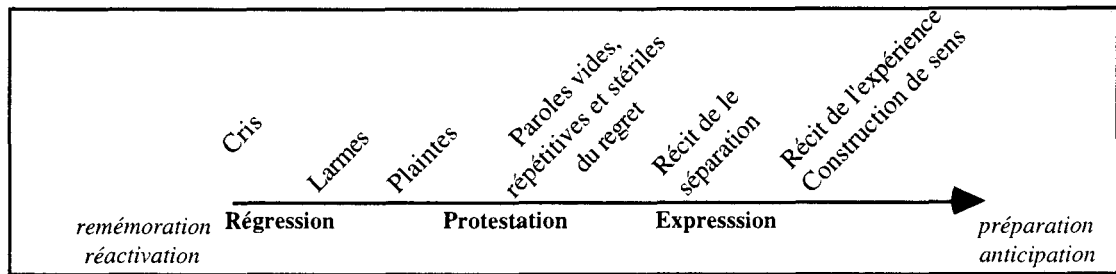 Cris
Larmes
Plaintes
Paroles vides,
répétitives et stériles
du regret
Récit de le
séparation
Récit de l'expérience
Construction de sens
remémoration
réactivation
Régression
Protestation
Expresssion
préparation
anticipation